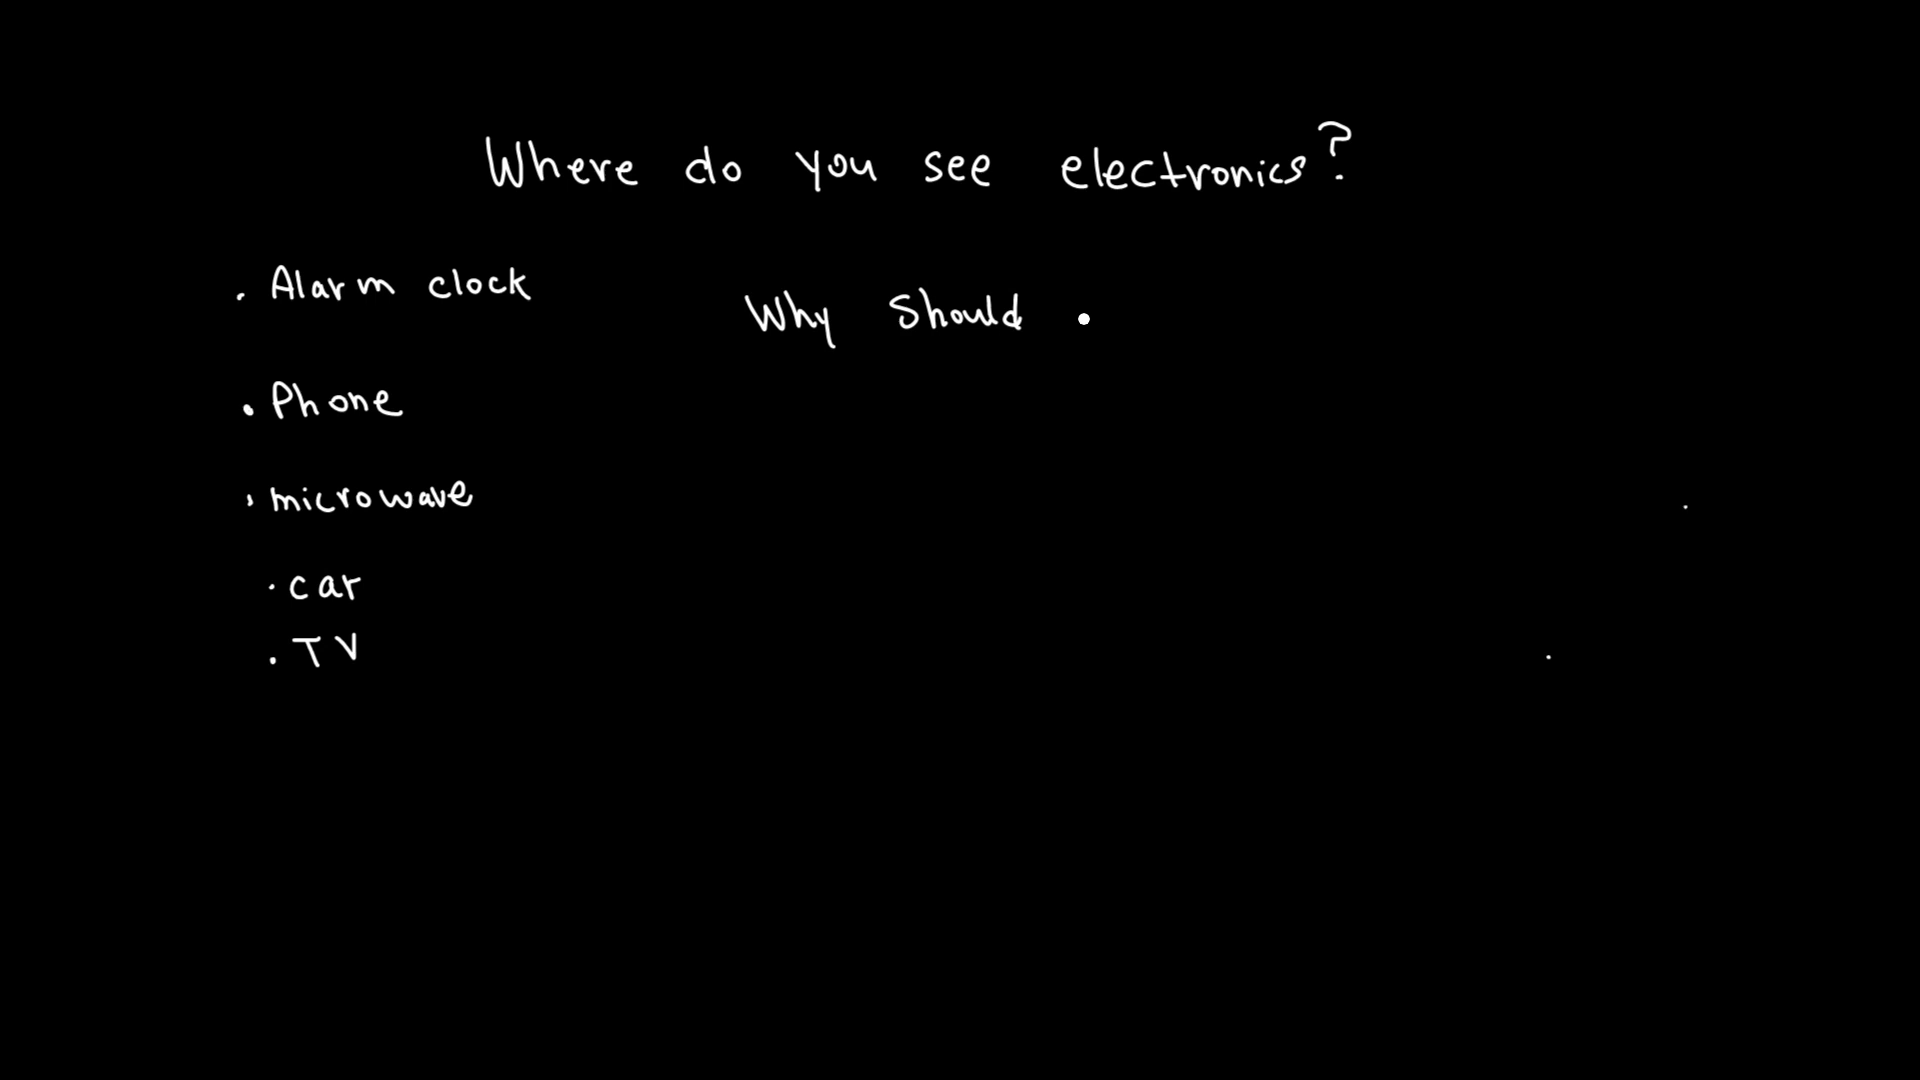 Where do you see electronics?
. Alarm clock
Why Should
. Phone
. microwave
. car
. TV